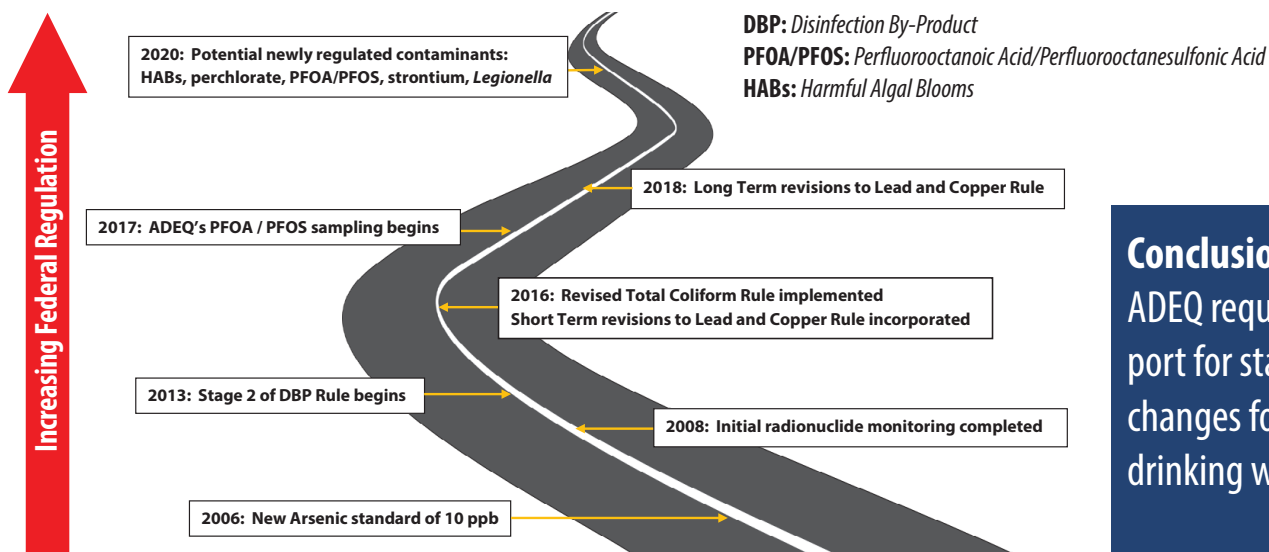 DBP: Disinfection By-Product
PFOA/PFOS: Perfluorooctanoic Acid/Perfluorooctanesulfonic Acid
HABs: Harmful Algal Blooms
2020: Potential newly regulated contaminants:
HABs, perchlorate, PFOA/PFOS, strontium, Legionella
2018: Long Term revisions to Lead and Copper Rule
2017: ADEQ's PFOA / PFOS sampling begins
2016: Revised Total Coliform Rule implemented
Short Term revisions to Lead and Copper Rule incorporated
2013: Stage 2 of DBP Rule begins
2008: Initial radionuclide monitoring completed
2006: New Arsenic standard of 10 ppb
Increasing Federal Regulation
ADEQ
port for
changes
drinking